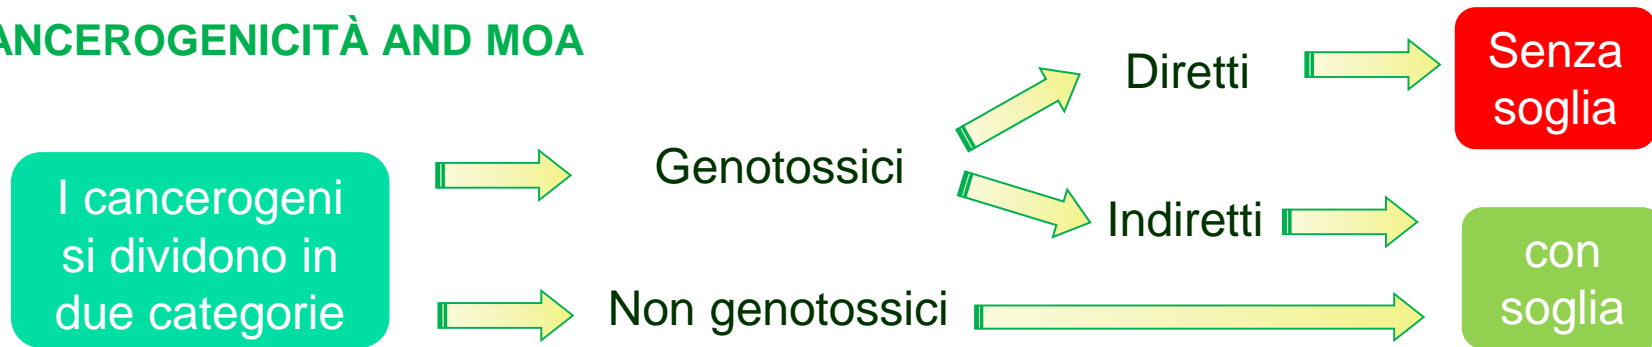 ANCEROGENICITÀ AND MOA
I cancerogeni
si dividono in
due categorie
Genotossici
Non genotossici
Diretti
Indiretti
Senza
soglia
con
soglia